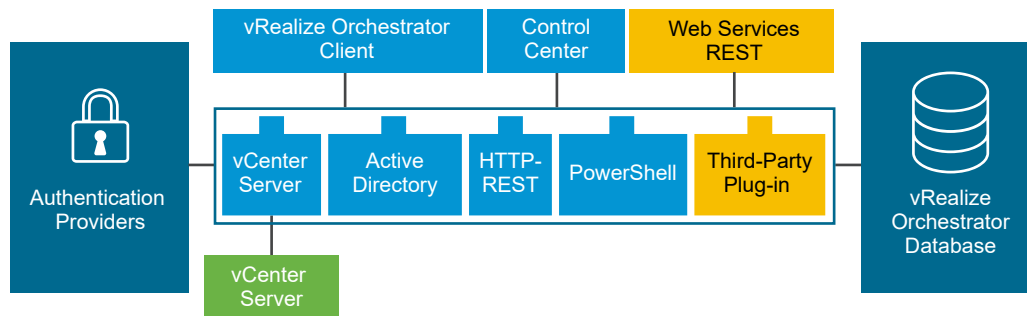 vRealize Orchestrator
Client
Control
Center
Web Services
REST
Authentication
Providers
vCenter
Server
Active
Directory
HTTP-
REST
PowerShell
Third-Party
Plug-in
vRealize
Orchestrator
Database
vCenter
Server